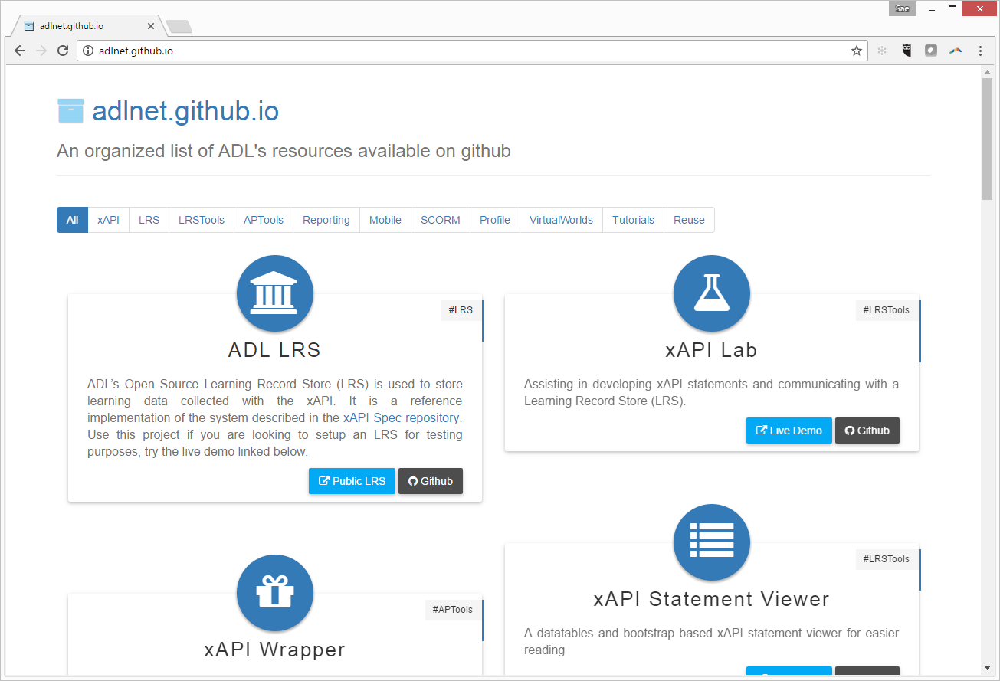 Sae
adlnet.github.io
adlnet.github.io
adlnet.github.io
An organized list of ADL's resources available on github
All xAPI LRS LRSTools APTools Reporting Mobile SCORM Profile VirtualWorlds Tutorials Reuse
#LRS
ADL LRS
ADL’s Open Source Learning Record Store (LRS) is used to store
learning data collected with the xAPI. It is a reference
implementation of the system described in the xAPI Spec repository.
Use this project if you are looking to setup an LRS for testing
purposes, try the live demo linked below.
Public LRS Github
#LRSTools
xAPI Lab
Assisting in developing xAPI statements and communicating with a
Learning Record Store (LRS).
Live Demo Github
#APTools
xAPI Wrapper
#LRSTools
xAPI Statement Viewer
A datatables and bootstrap based xAPI statement viewer for easier
reading